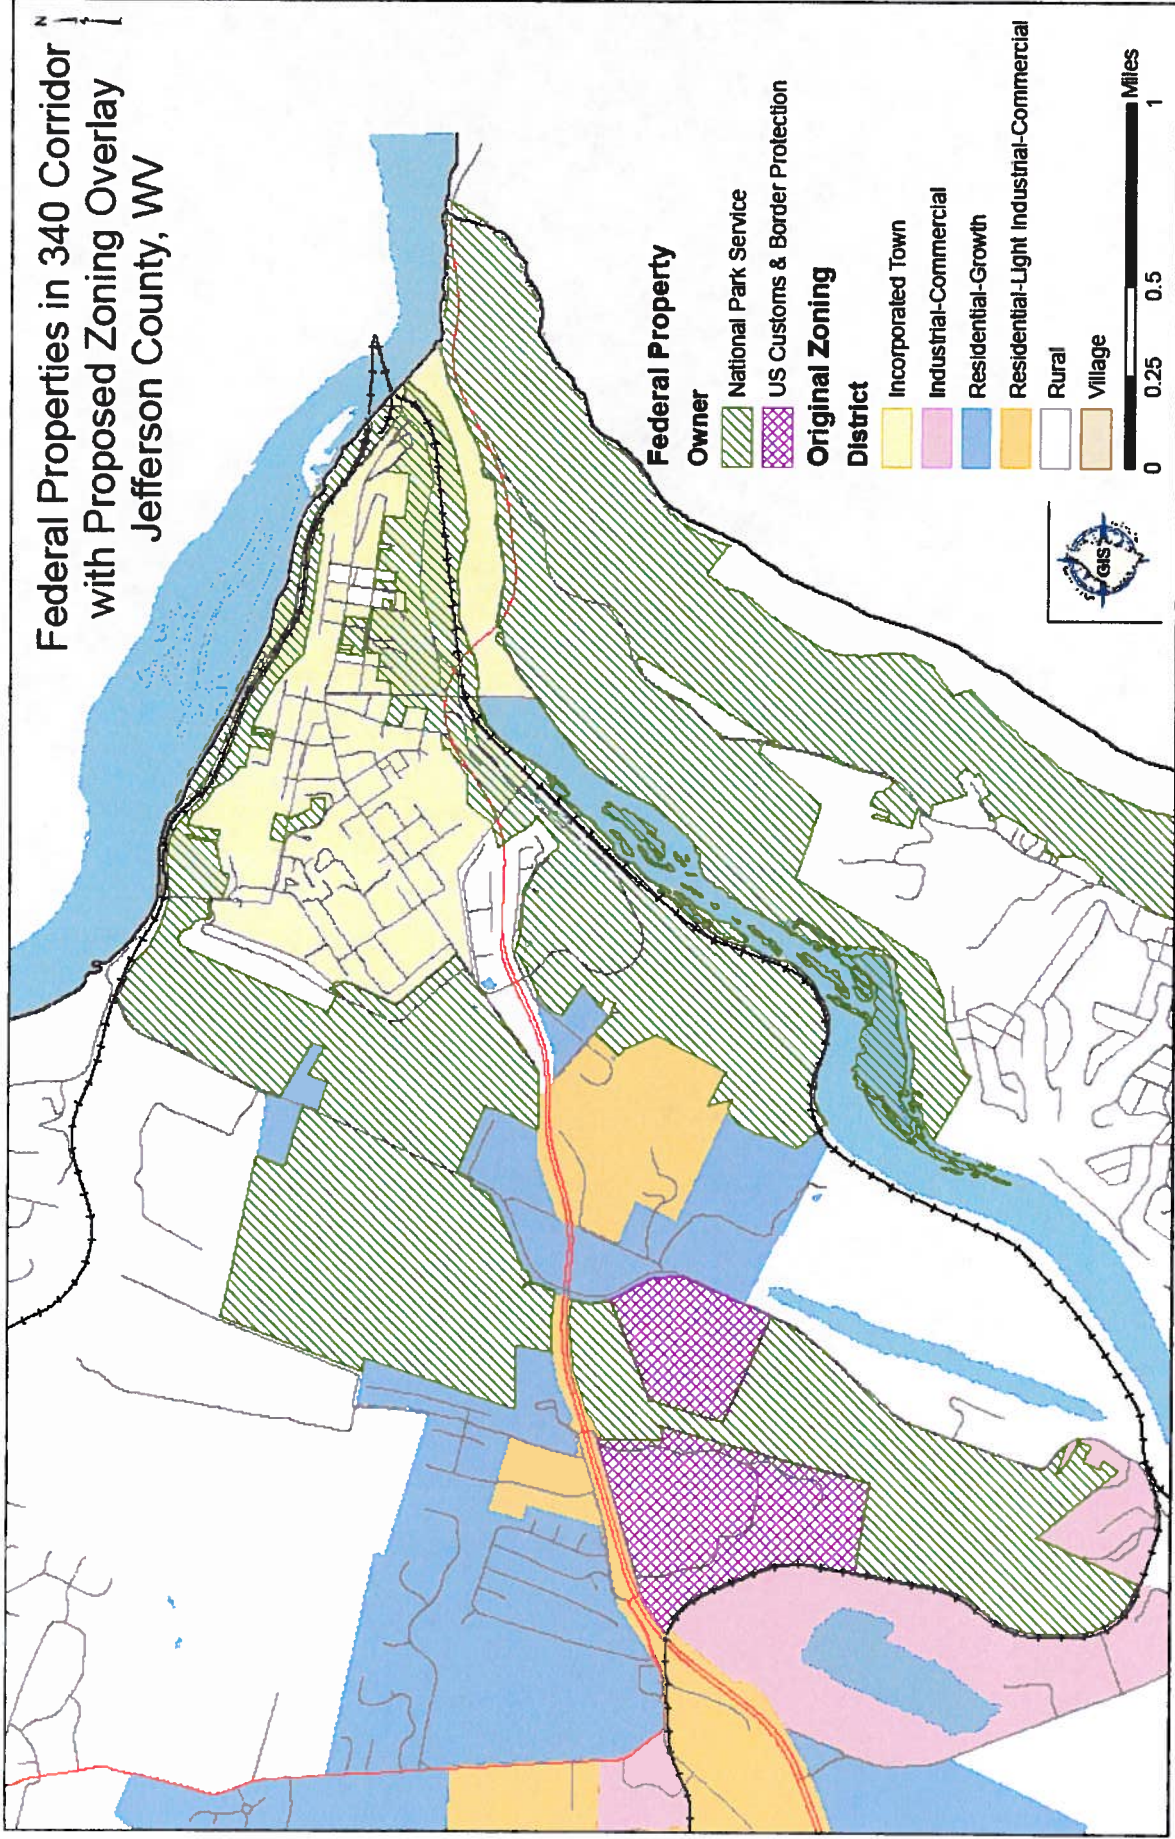 Federal Properties in 340 Corridor
with Proposed Zoning Overlay
Jefferson County, WV
N
Federal Property
Owner
National Park Service
US Customs & Border Protection
Original Zoning
District
Incorporated Town
Industrial-Commercial
Residential-Growth
Residential-Light Industrial-Commercial
Rural
Village
0 0.25 0.5 1
Miles
GIS